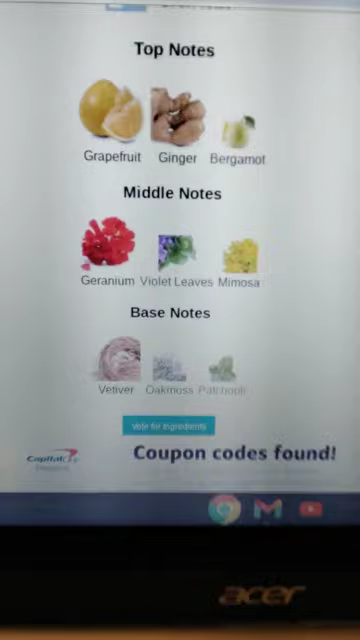 Top Notes
Grapefruit Ginger Bergamot
Middle Notes
Geranium Violet Leaves Mimosa
Base Notes
Vetiver Oakmoss Patchouli
Vote for Ingredients
Capital One
Coupon codes found!
acer